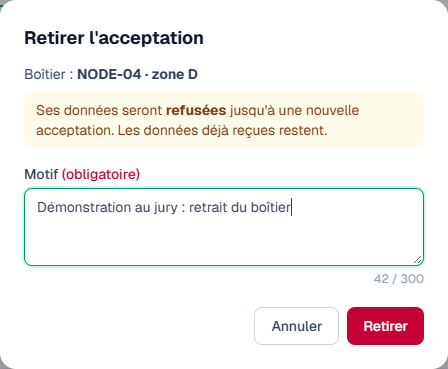 Retirer l'acceptation
Boîtier : NODE-04 · zone D
Ses données seront refusées jusqu'à une nouvelle
acceptation. Les données déjà reçues restent.
Motif (obligatoire)
Démonstration au jury : retrait du boîtier
42 / 300
Annuler
Retirer